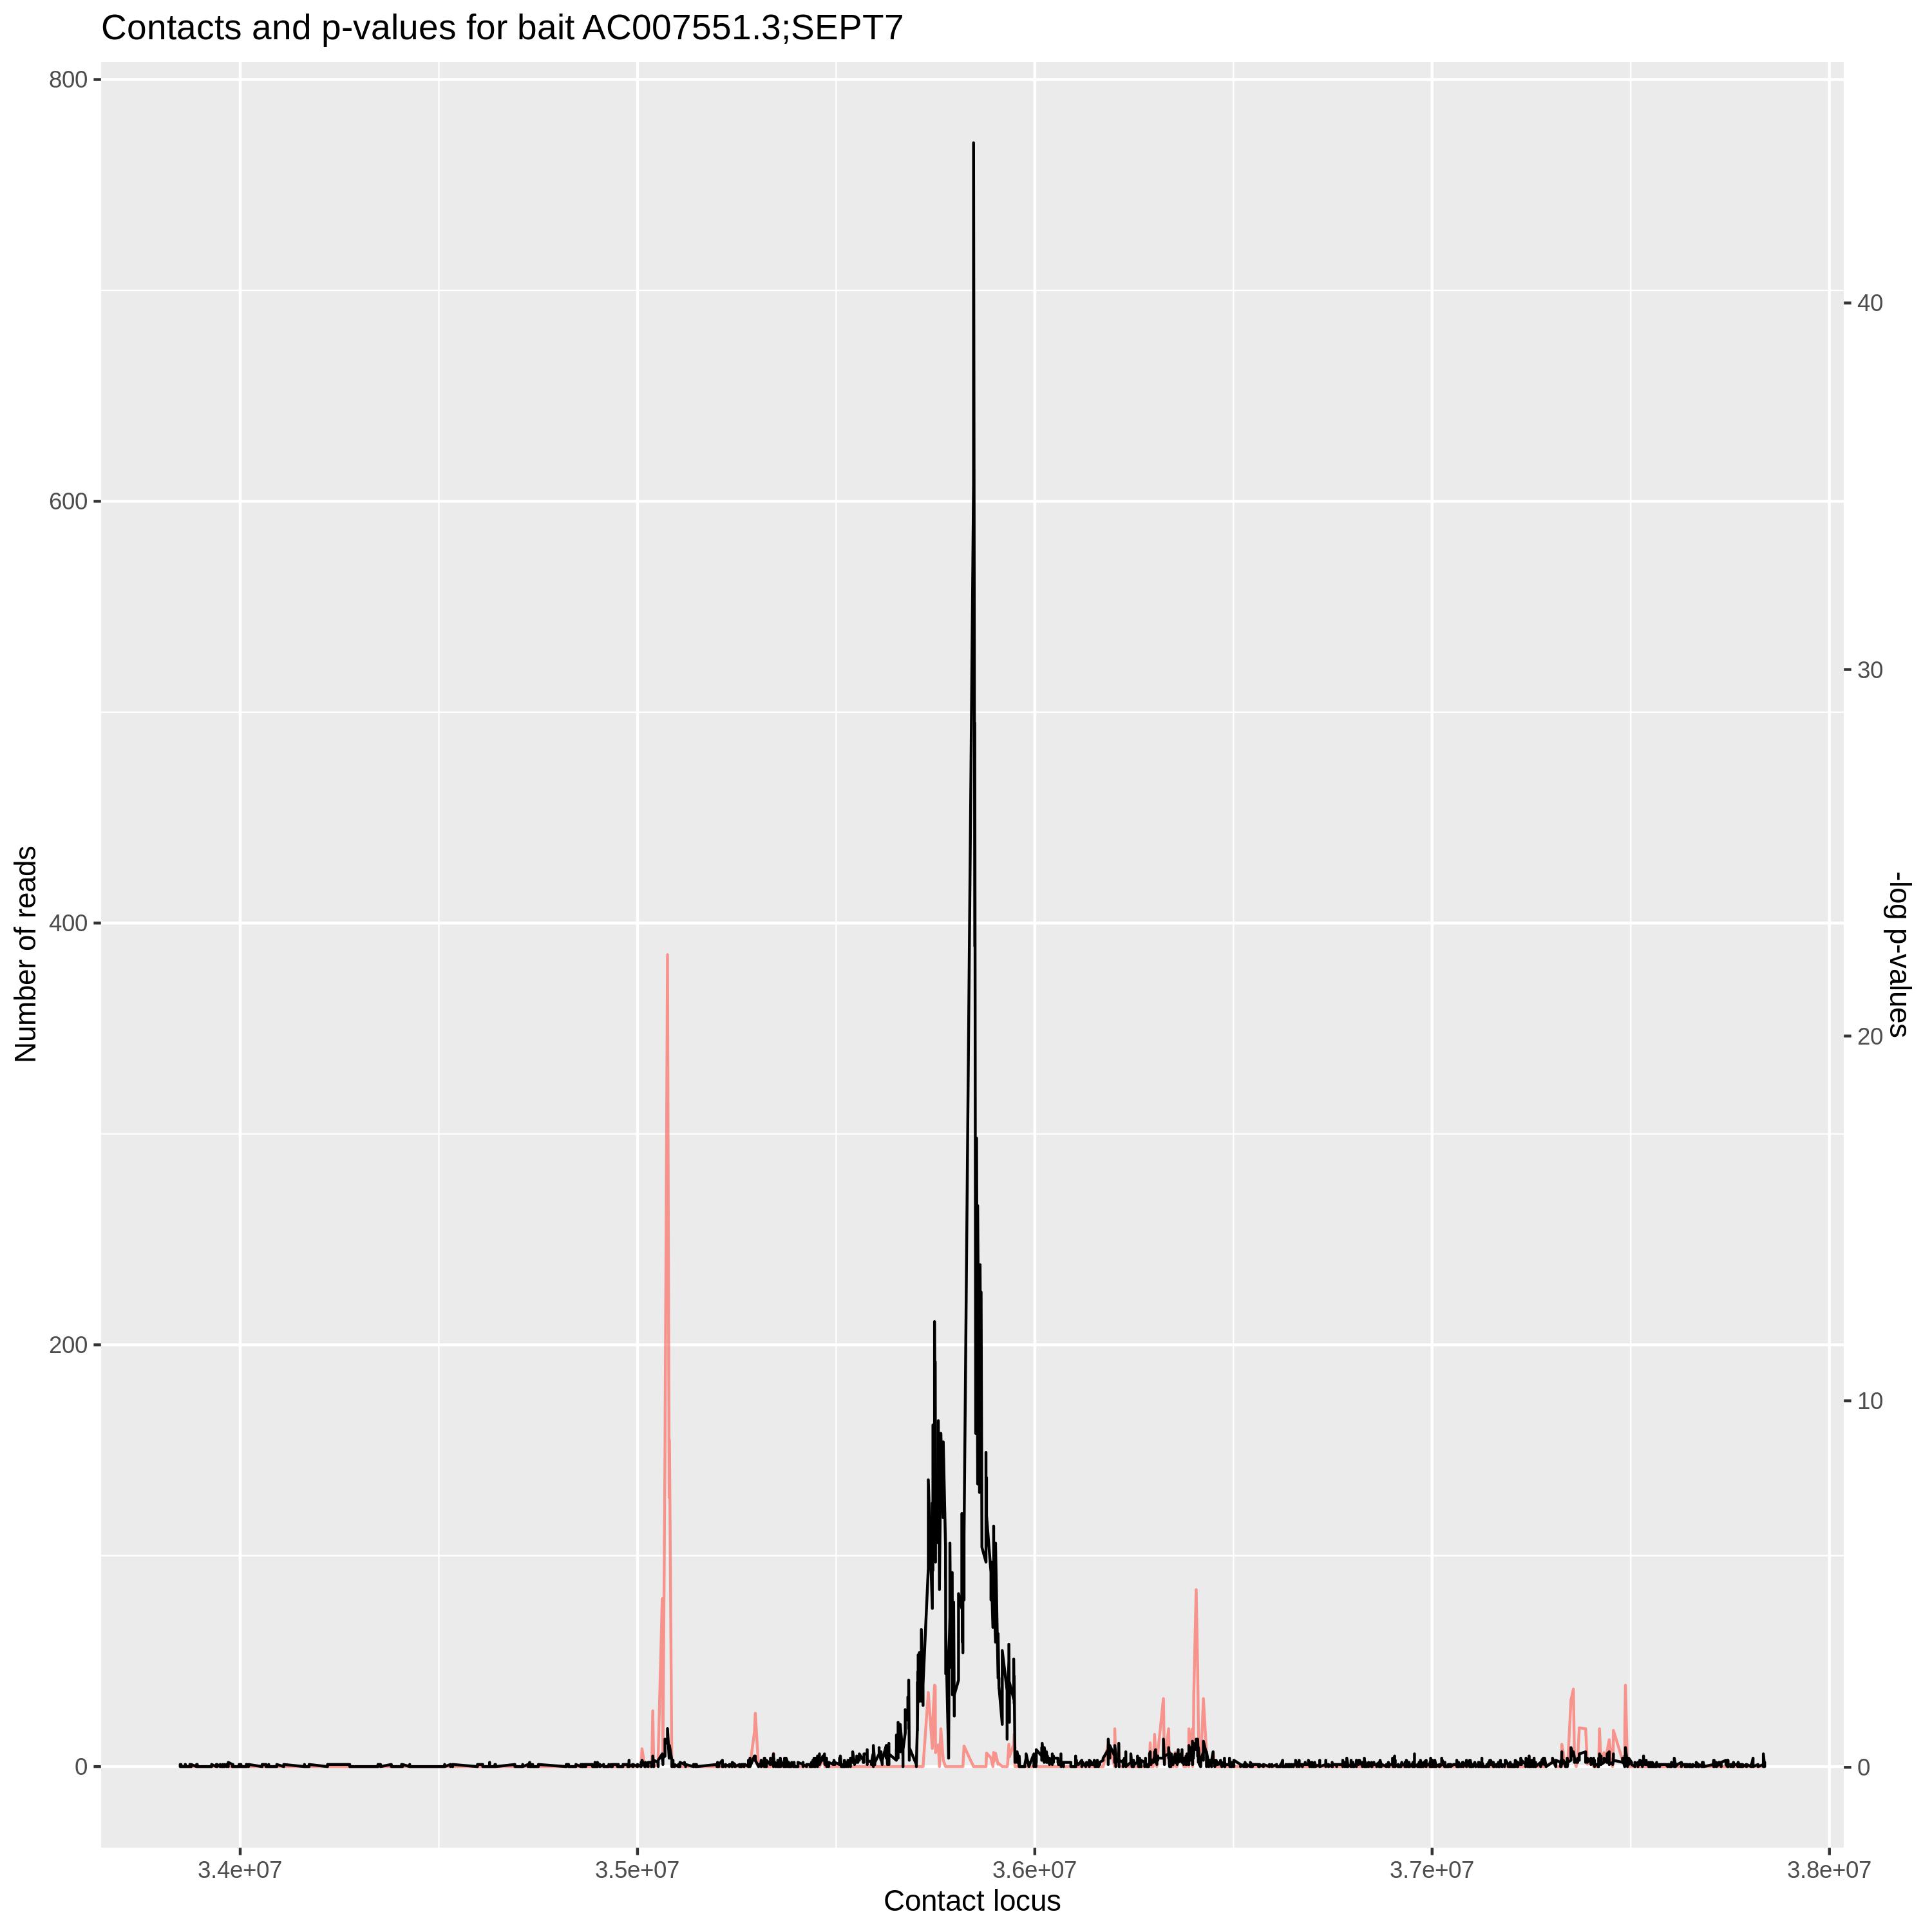 Contacts and p-values for bait AC007551.3;SEPT7
800
600
400
200
0
Number of reads
40
30
20
10
0
-log p-values
3.4e+07
3.5e+07
3.6e+07
3.7e+07
3.8e+07
Contact locus